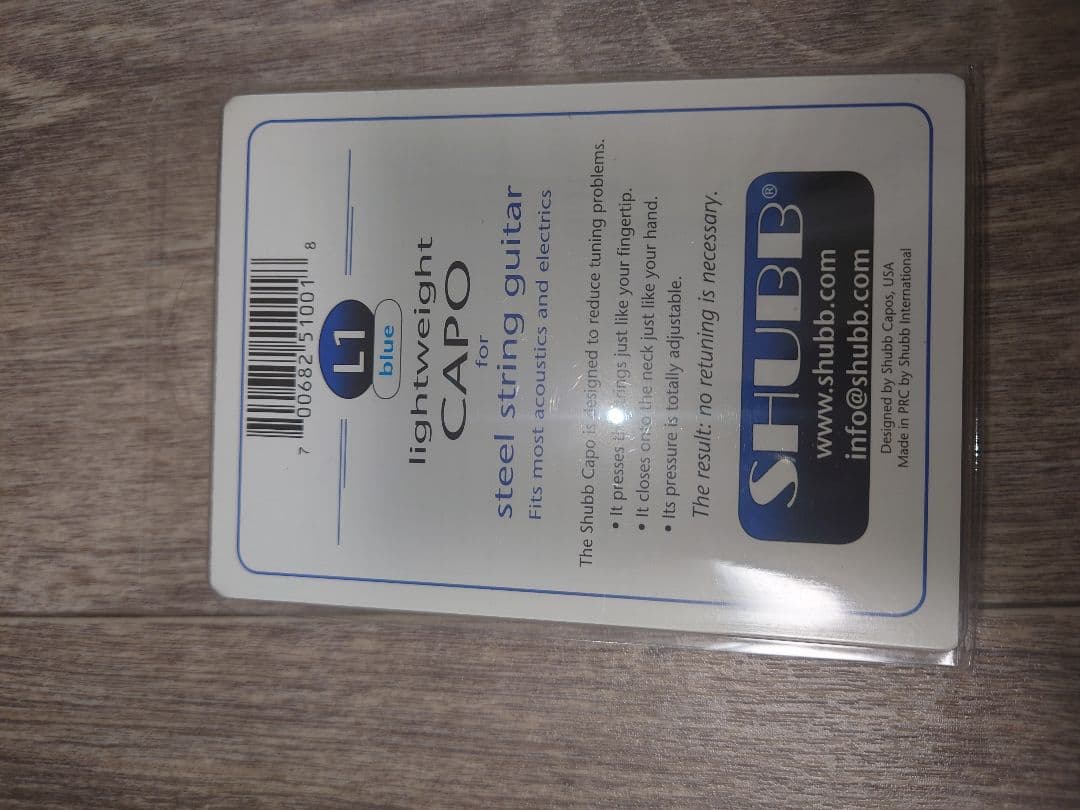 7 00682 51001 8
L1
blue
lightweight
CAPO
for
steel string guitar
Fits most acoustics and electrics
The Shubb Capo is designed to reduce tuning problems.
• It presses the strings just like your fingertip.
• It closes onto the neck just like your hand.
• Its pressure is totally adjustable.
The result: no retuning is necessary.
SHUBB®
www.shubb.com
info@shubb.com
Designed by Shubb Capos, USA
Made in PRC by Shubb International